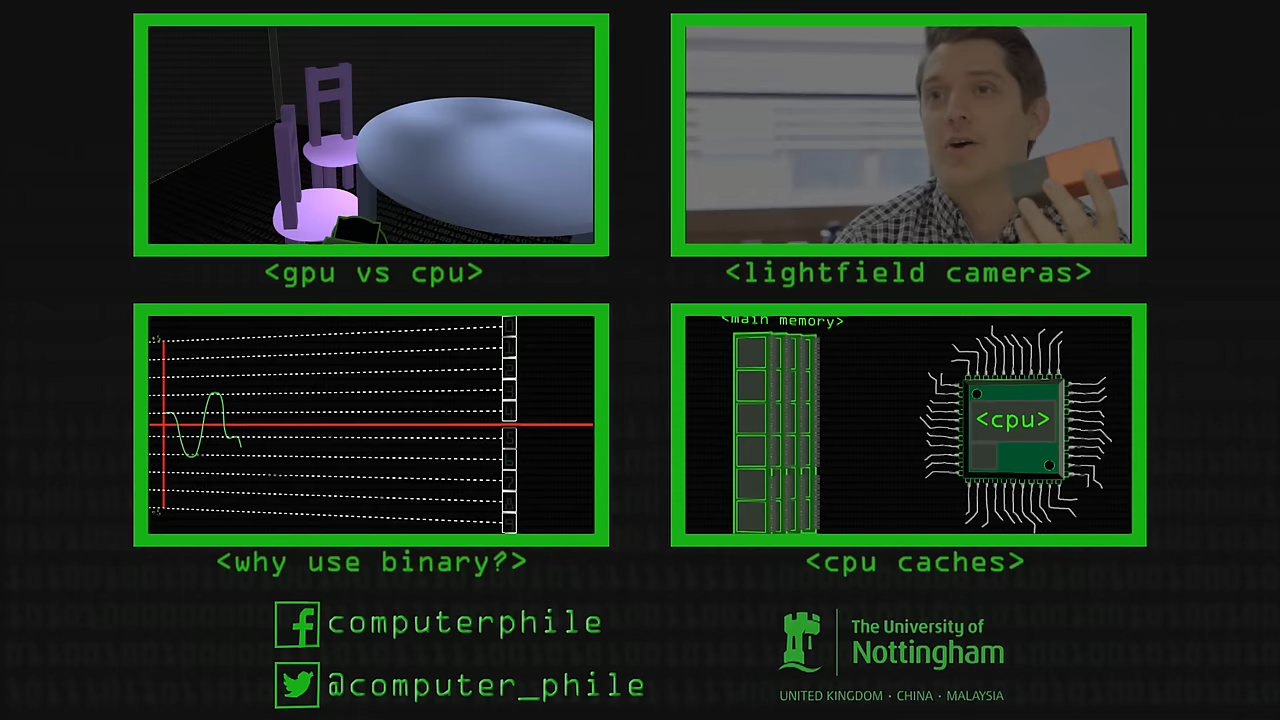 <gpu vs cpu>
<lightfield cameras>
<main memory>
<cpu>
<why use binary?>
<cpu caches>
computerphile
@computer_phile
The University of
Nottingham
UNITED KINGDOM · CHINA · MALAYSIA